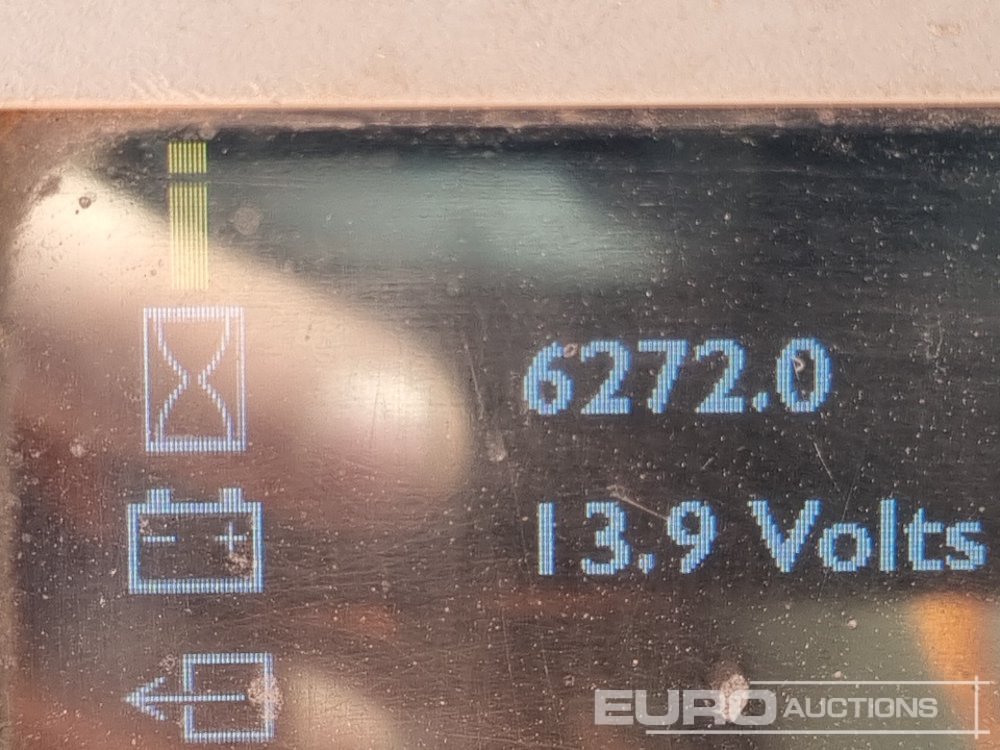 6272.0
13.9 Volts
EURO AUCTIONS